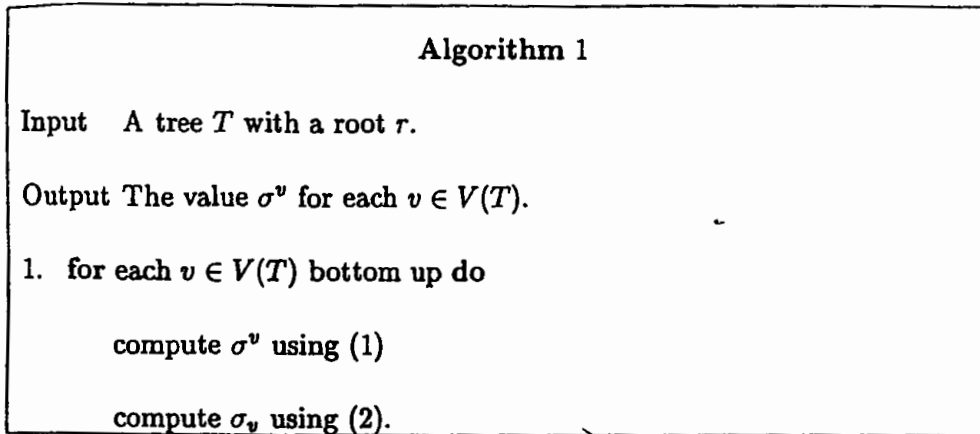 Algorithm 1
Input A tree T with a root r.
Output The value σ^v for each v ∈ V(T).
1. for each v ∈ V(T) bottom up do
compute σ^v using (1)
compute σ_v using (2).